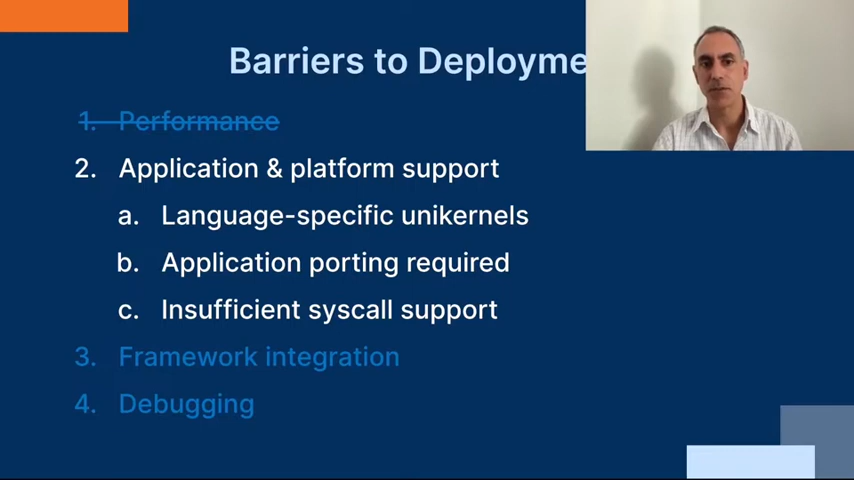 Barriers to Deployme
1. Performance
2. Application & platform support
a. Language-specific unikernels
b. Application porting required
c. Insufficient syscall support
3. Framework integration
4. Debugging